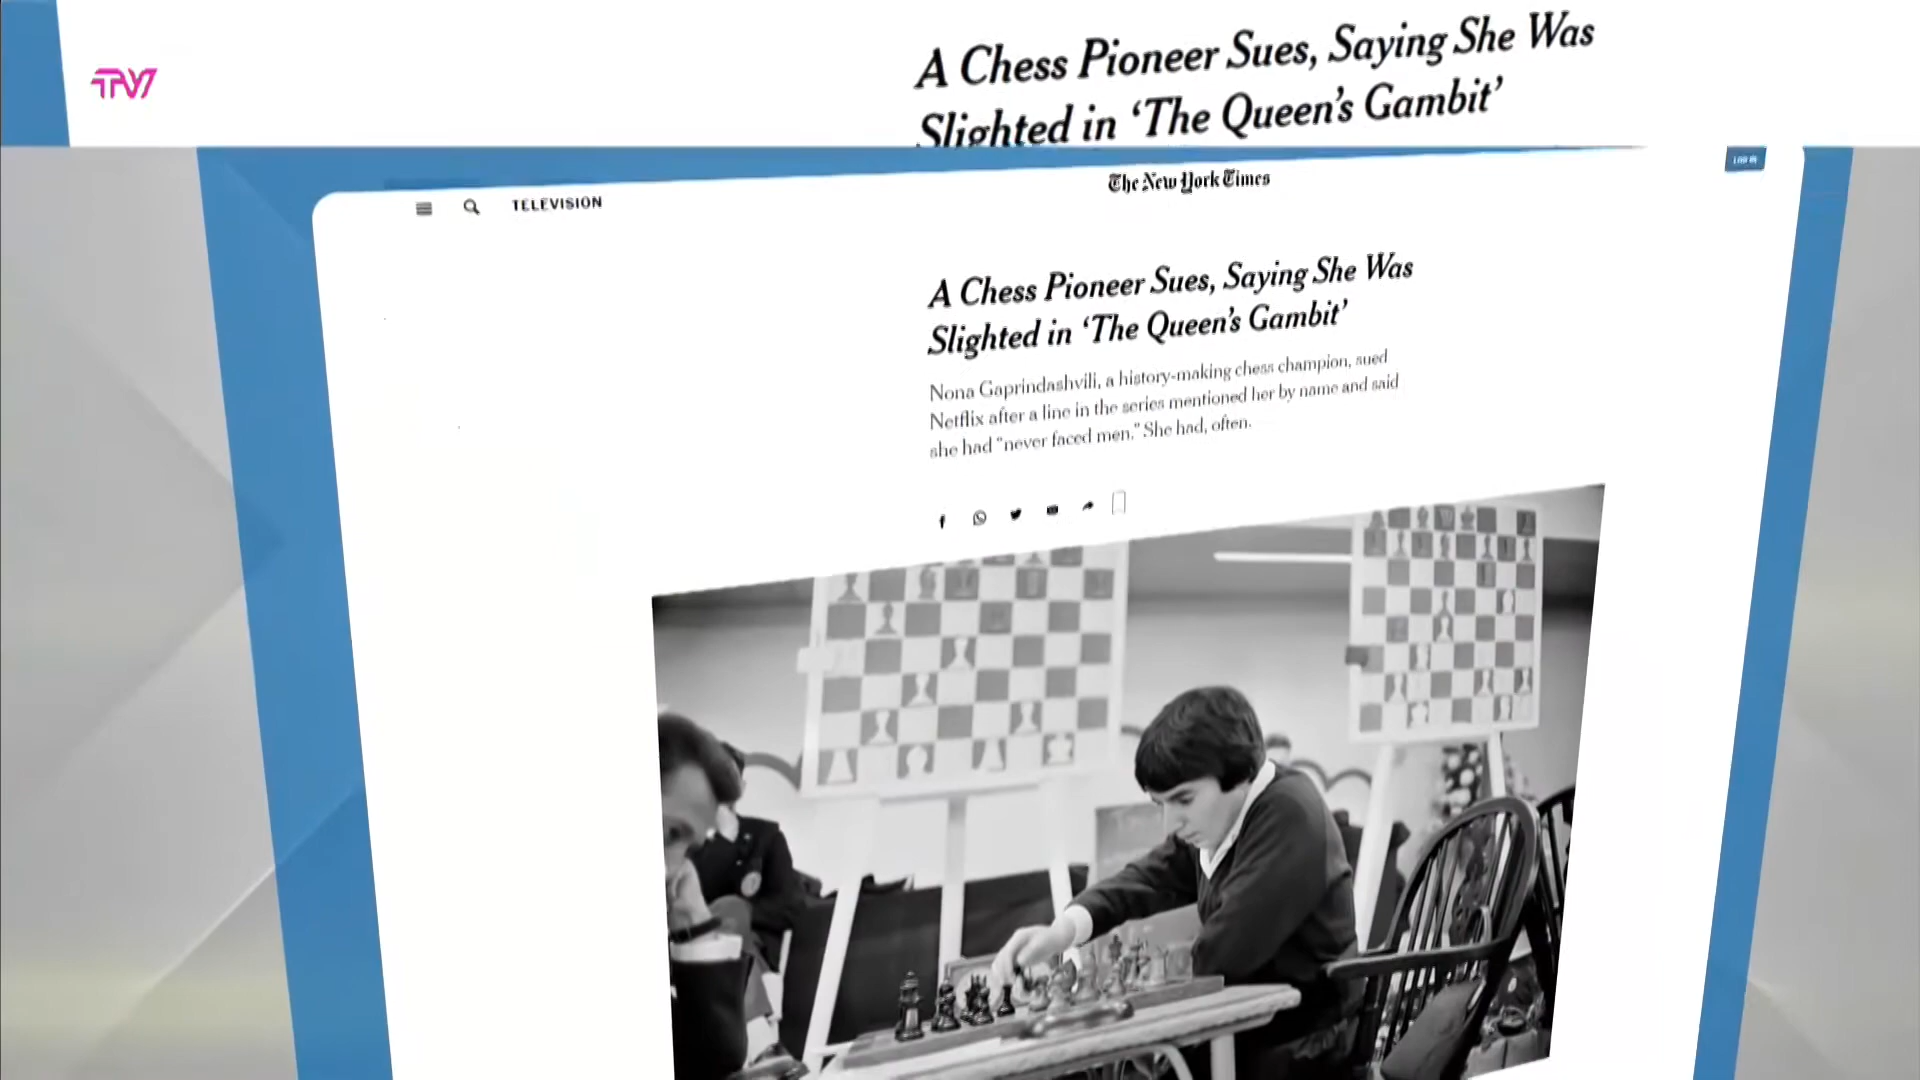 A Chess Pioneer Sues, Saying She Was
Slighted in ‘The Queen’s Gambit’
TV7
The New York Times
LOG IN
TELEVISION
A Chess Pioneer Sues, Saying She Was
Slighted in ‘The Queen’s Gambit’
Nona Gaprindashvili, a history-making chess champion, sued
Netflix after a line in the series mentioned her by name and said
she had “never faced men.” She had, often.